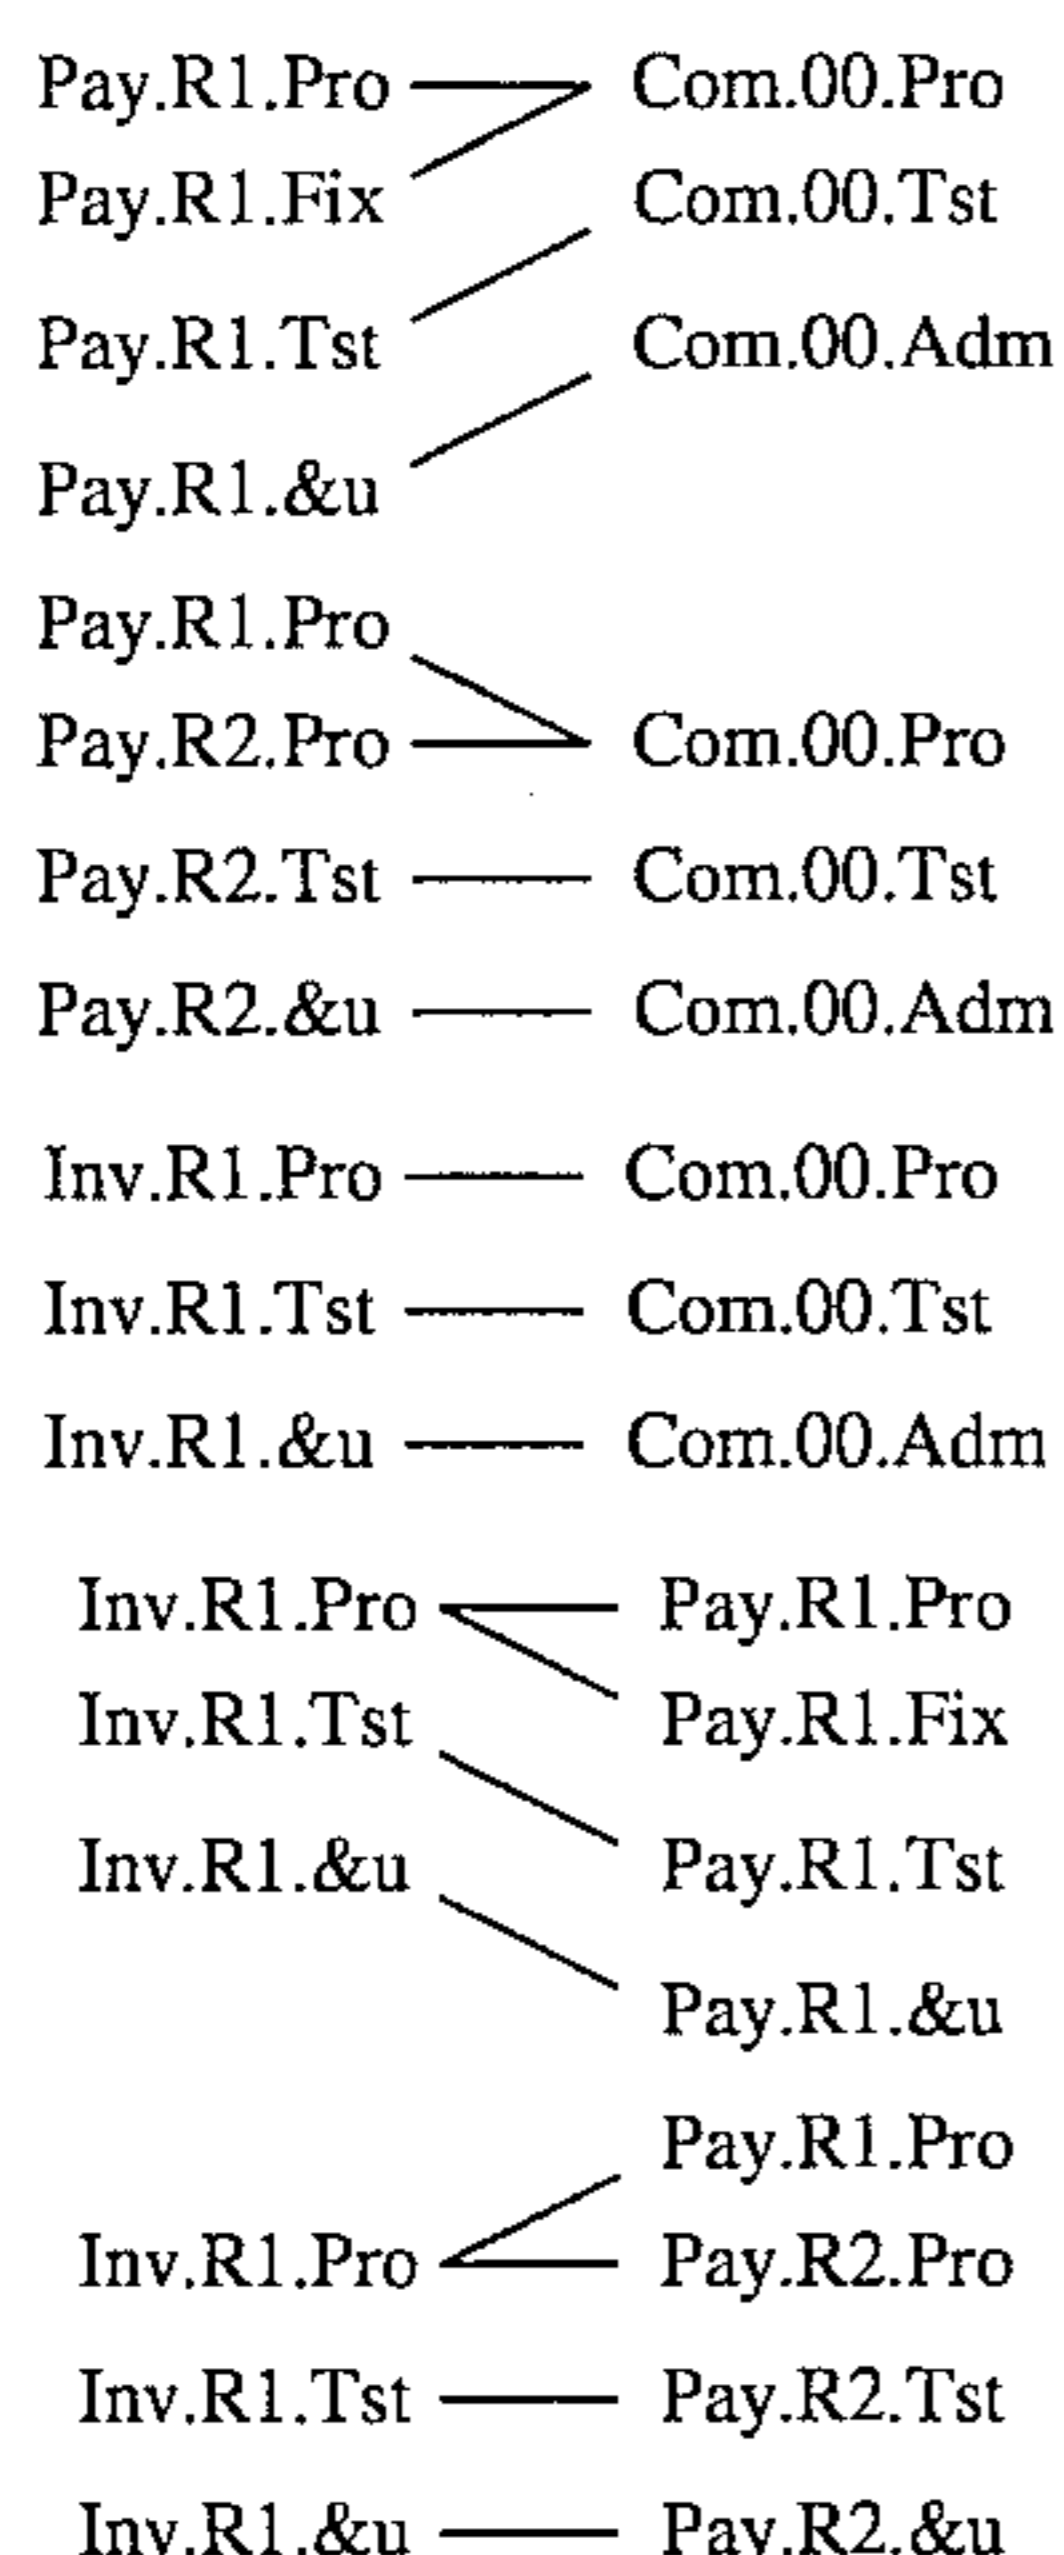 Pay.R1.Pro Com.00.Pro
Pay.R1.Fix Com.00.Tst
Pay.R1.Tst Com.00.Adm
Pay.R1.&u
Pay.R1.Pro
Pay.R2.Pro Com.00.Pro
Pay.R2.Tst Com.00.Tst
Pay.R2.&u Com.00.Adm
Inv.R1.Pro Com.00.Pro
Inv.R1.Tst Com.00.Tst
Inv.R1.&u Com.00.Adm
Inv.R1.Pro Pay.R1.Pro
Inv.R1.Tst Pay.R1.Fix
Inv.R1.&u Pay.R1.Tst
Pay.R1.&u
Pay.R1.Pro
Inv.R1.Pro Pay.R2.Pro
Inv.R1.Tst Pay.R2.Tst
Inv.R1.&u Pay.R2.&u